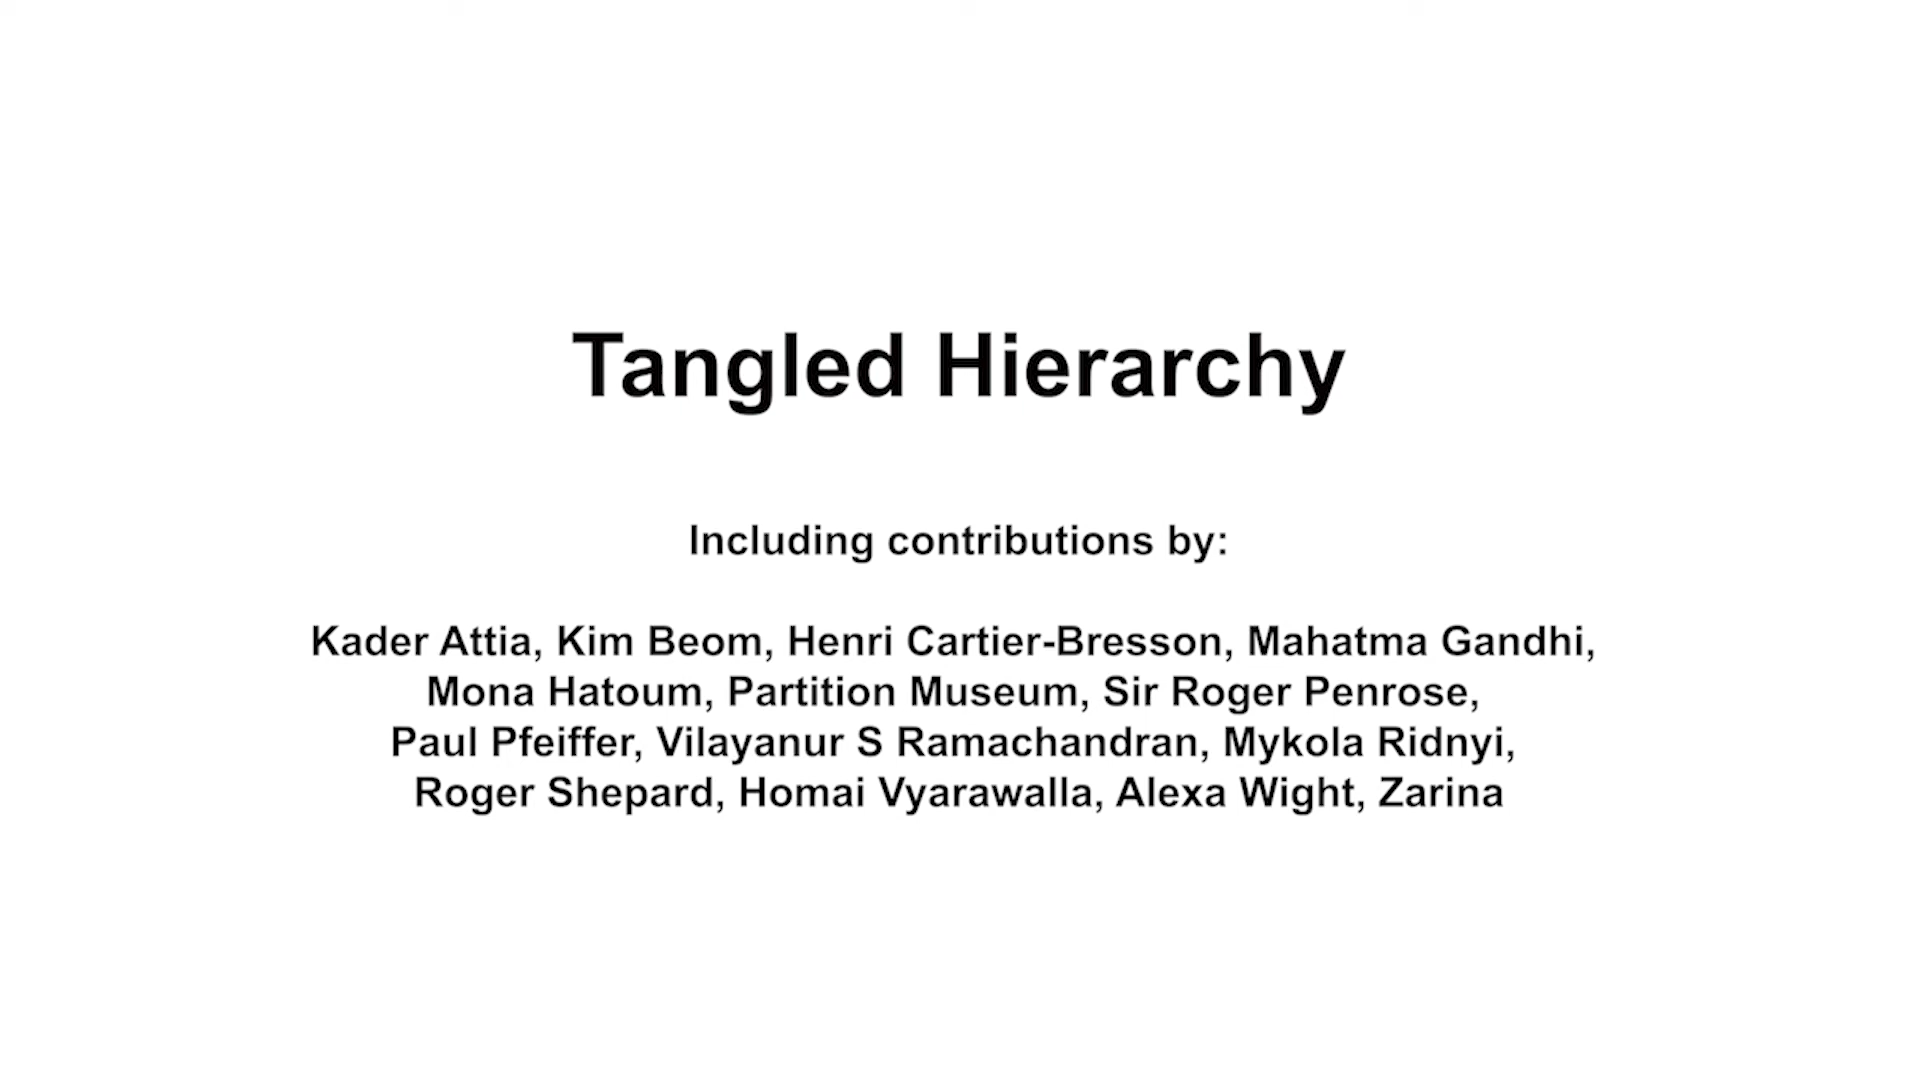 Tangled Hierarchy
Including contributions by:
Kader Attia, Kim Beom, Henri Cartier-Bresson, Mahatma Gandhi,
Mona Hatoum, Partition Museum, Sir Roger Penrose,
Paul Pfeiffer, Vilayanur S Ramachandran, Mykola Ridnyi,
Roger Shepard, Homai Vyarawalla, Alexa Wight, Zarina